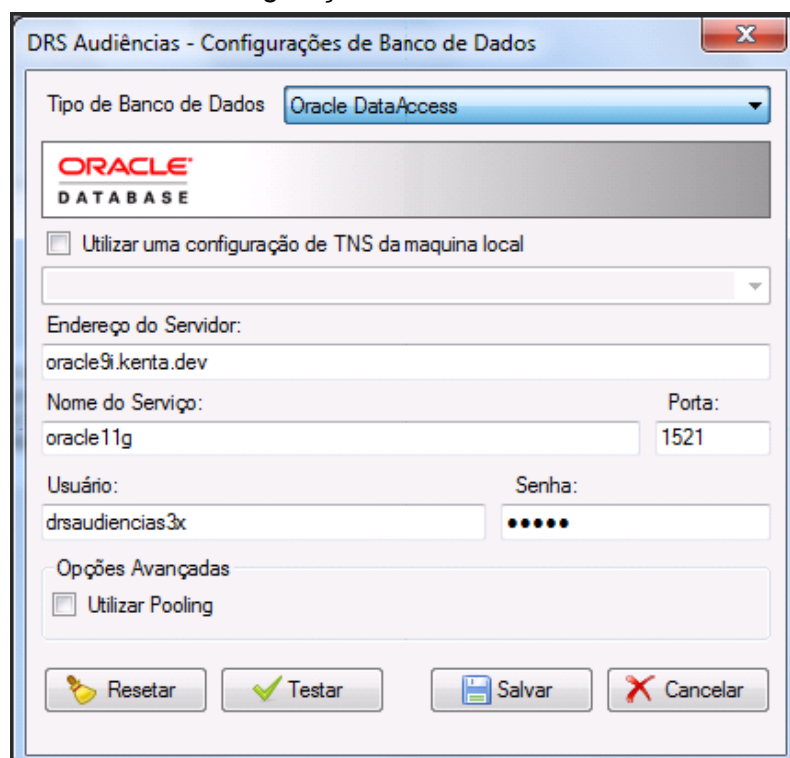 DRS Audiências - Configurações de Banco de Dados
Tipo de Banco de Dados Oracle DataAccess
ORACLE
DATABASE
Utilizar uma configuração de TNS da maquina local
Endereço do Servidor:
oracle9i.kenta.dev
Nome do Serviço: Porta:
oracle11g 1521
Usuário: Senha:
drsaudiencias3x •••••
Opções Avançadas
Utilizar Pooling
Resetar Testar Salvar Cancelar